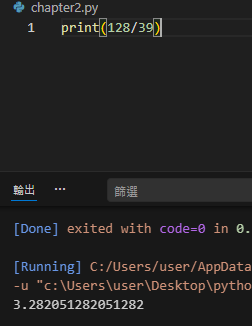 chapter2.py
1 print(128/39)
輸出 ... 篩選
[Done] exited with code=0 in 0.
[Running] C:/Users/user/AppData
-u "c:\Users\user\Desktop\pytho
3.282051282051282